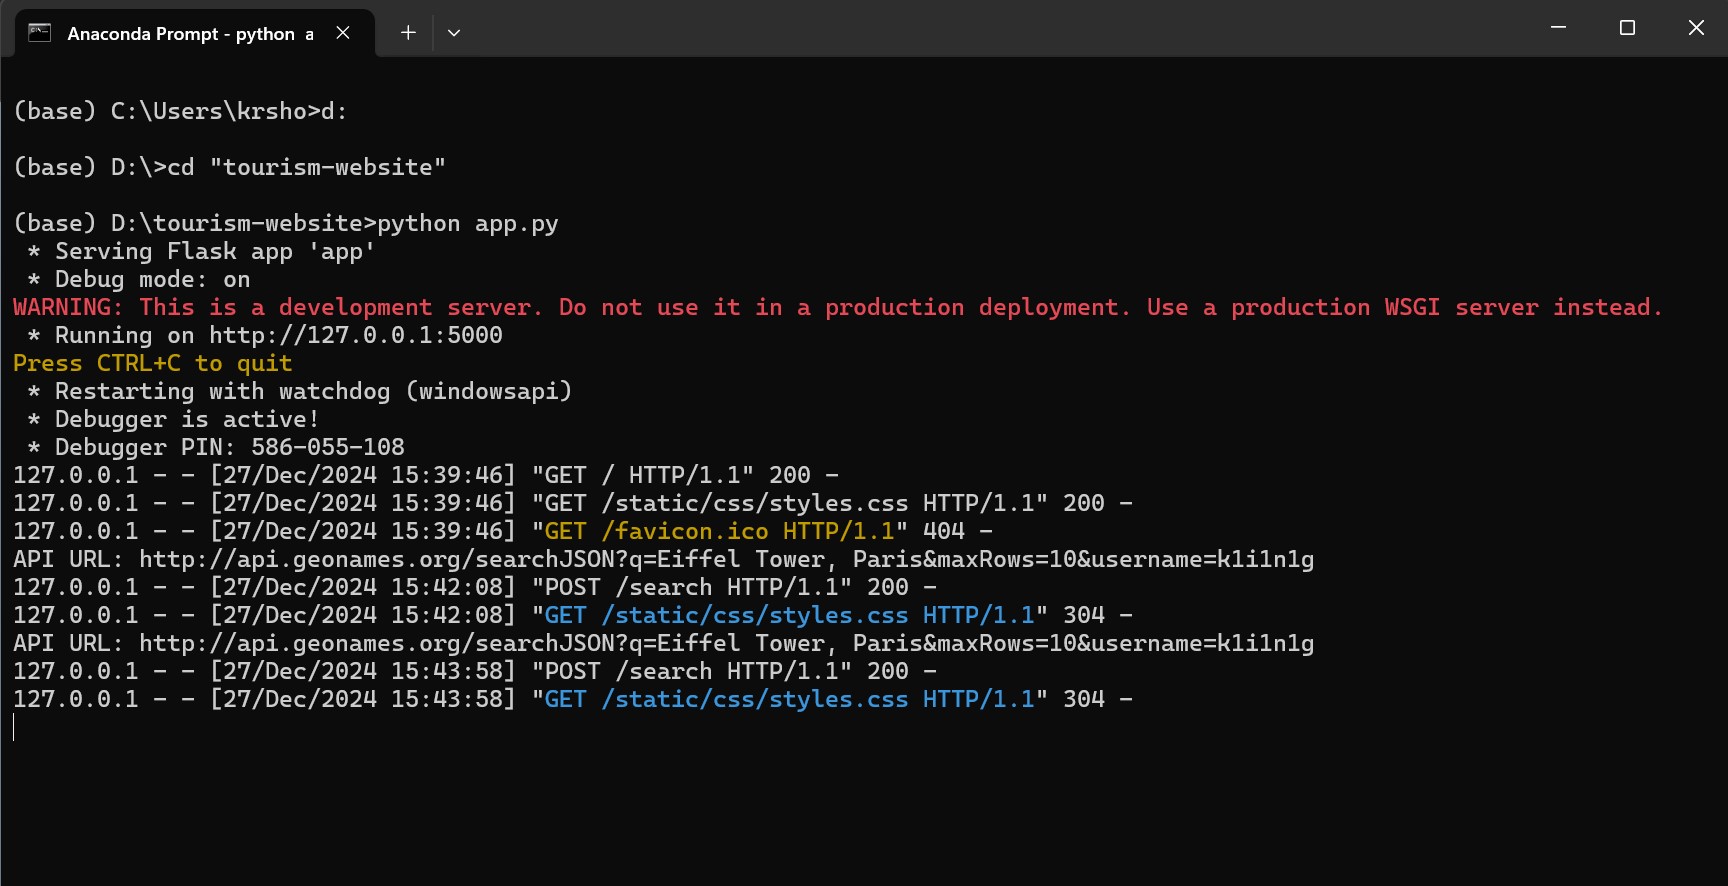 Anaconda Prompt - python  a
(base) C:\Users\krsho>d:
(base) D:\>cd "tourism-website"
(base) D:\tourism-website>python app.py
 * Serving Flask app 'app'
 * Debug mode: on
WARNING: This is a development server. Do not use it in a production deployment. Use a production WSGI server instead.
 * Running on http://127.0.0.1:5000
Press CTRL+C to quit
 * Restarting with watchdog (windowsapi)
 * Debugger is active!
 * Debugger PIN: 586-055-108
127.0.0.1 - - [27/Dec/2024 15:39:46] "GET / HTTP/1.1" 200 -
127.0.0.1 - - [27/Dec/2024 15:39:46] "GET /static/css/styles.css HTTP/1.1" 200 -
127.0.0.1 - - [27/Dec/2024 15:39:46] "GET /favicon.ico HTTP/1.1" 404 -
API URL: http://api.geonames.org/searchJSON?q=Eiffel Tower, Paris&maxRows=10&username=k1i1n1g
127.0.0.1 - - [27/Dec/2024 15:42:08] "POST /search HTTP/1.1" 200 -
127.0.0.1 - - [27/Dec/2024 15:42:08] "GET /static/css/styles.css HTTP/1.1" 304 -
API URL: http://api.geonames.org/searchJSON?q=Eiffel Tower, Paris&maxRows=10&username=k1i1n1g
127.0.0.1 - - [27/Dec/2024 15:43:58] "POST /search HTTP/1.1" 200 -
127.0.0.1 - - [27/Dec/2024 15:43:58] "GET /static/css/styles.css HTTP/1.1" 304 -